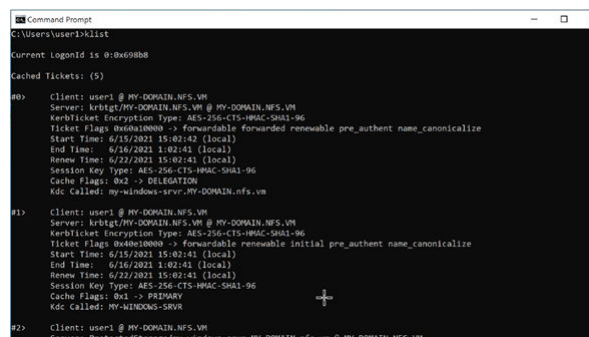 Command Prompt
C:\Users\user1>klist
Current LogonId is 0:0x698b8
Cached Tickets: (5)
#0> Client: user1 @ MY-DOMAIN.NFS.VM
Server: krbtgt/MY-DOMAIN.NFS.VM @ MY-DOMAIN.NFS.VM
KerbTicket Encryption Type: AES-256-CTS-HMAC-SHA1-96
Ticket Flags 0x60a10000 -> forwardable forwarded renewable pre_authent name_canonicalize
Start Time: 6/15/2021 15:02:42 (local)
End Time: 6/16/2021 1:02:41 (local)
Renew Time: 6/22/2021 15:02:41 (local)
Session Key Type: AES-256-CTS-HMAC-SHA1-96
Cache Flags: 0x2 -> DELEGATION
Kdc Called: my-windows-srvr.MY-DOMAIN.nfs.vm
#1> Client: user1 @ MY-DOMAIN.NFS.VM
Server: krbtgt/MY-DOMAIN.NFS.VM @ MY-DOMAIN.NFS.VM
KerbTicket Encryption Type: AES-256-CTS-HMAC-SHA1-96
Ticket Flags 0x40e10000 -> forwardable renewable initial pre_authent name_canonicalize
Start Time: 6/15/2021 15:02:41 (local)
End Time: 6/16/2021 1:02:41 (local)
Renew Time: 6/22/2021 15:02:41 (local)
Session Key Type: AES-256-CTS-HMAC-SHA1-96
Cache Flags: 0x1 -> PRIMARY
Kdc Called: MY-WINDOWS-SRVR
#2> Client: user1 @ MY-DOMAIN.NFS.VM